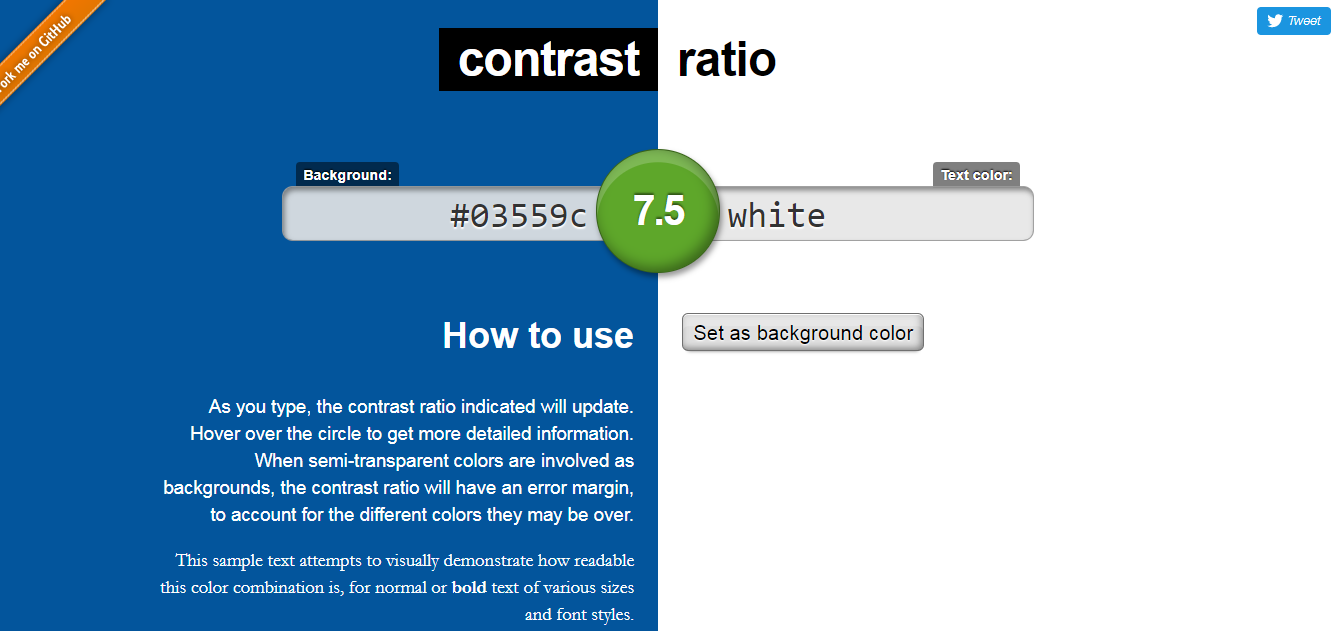 ork me on GitHub
Tweet
contrast ratio
Background:
Text color:
#03559c
7.5
white
How to use
Set as background color
As you type, the contrast ratio indicated will update.
Hover over the circle to get more detailed information.
When semi-transparent colors are involved as
backgrounds, the contrast ratio will have an error margin,
to account for the different colors they may be over.
This sample text attempts to visually demonstrate how readable
this color combination is, for normal or bold text of various sizes
and font styles.